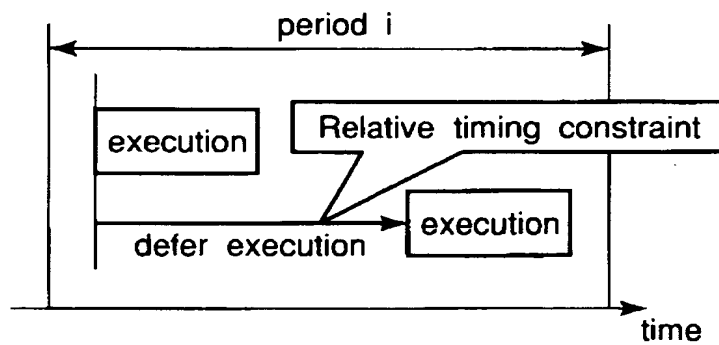 period i
execution
Relative timing constraint
execution
defer execution
time